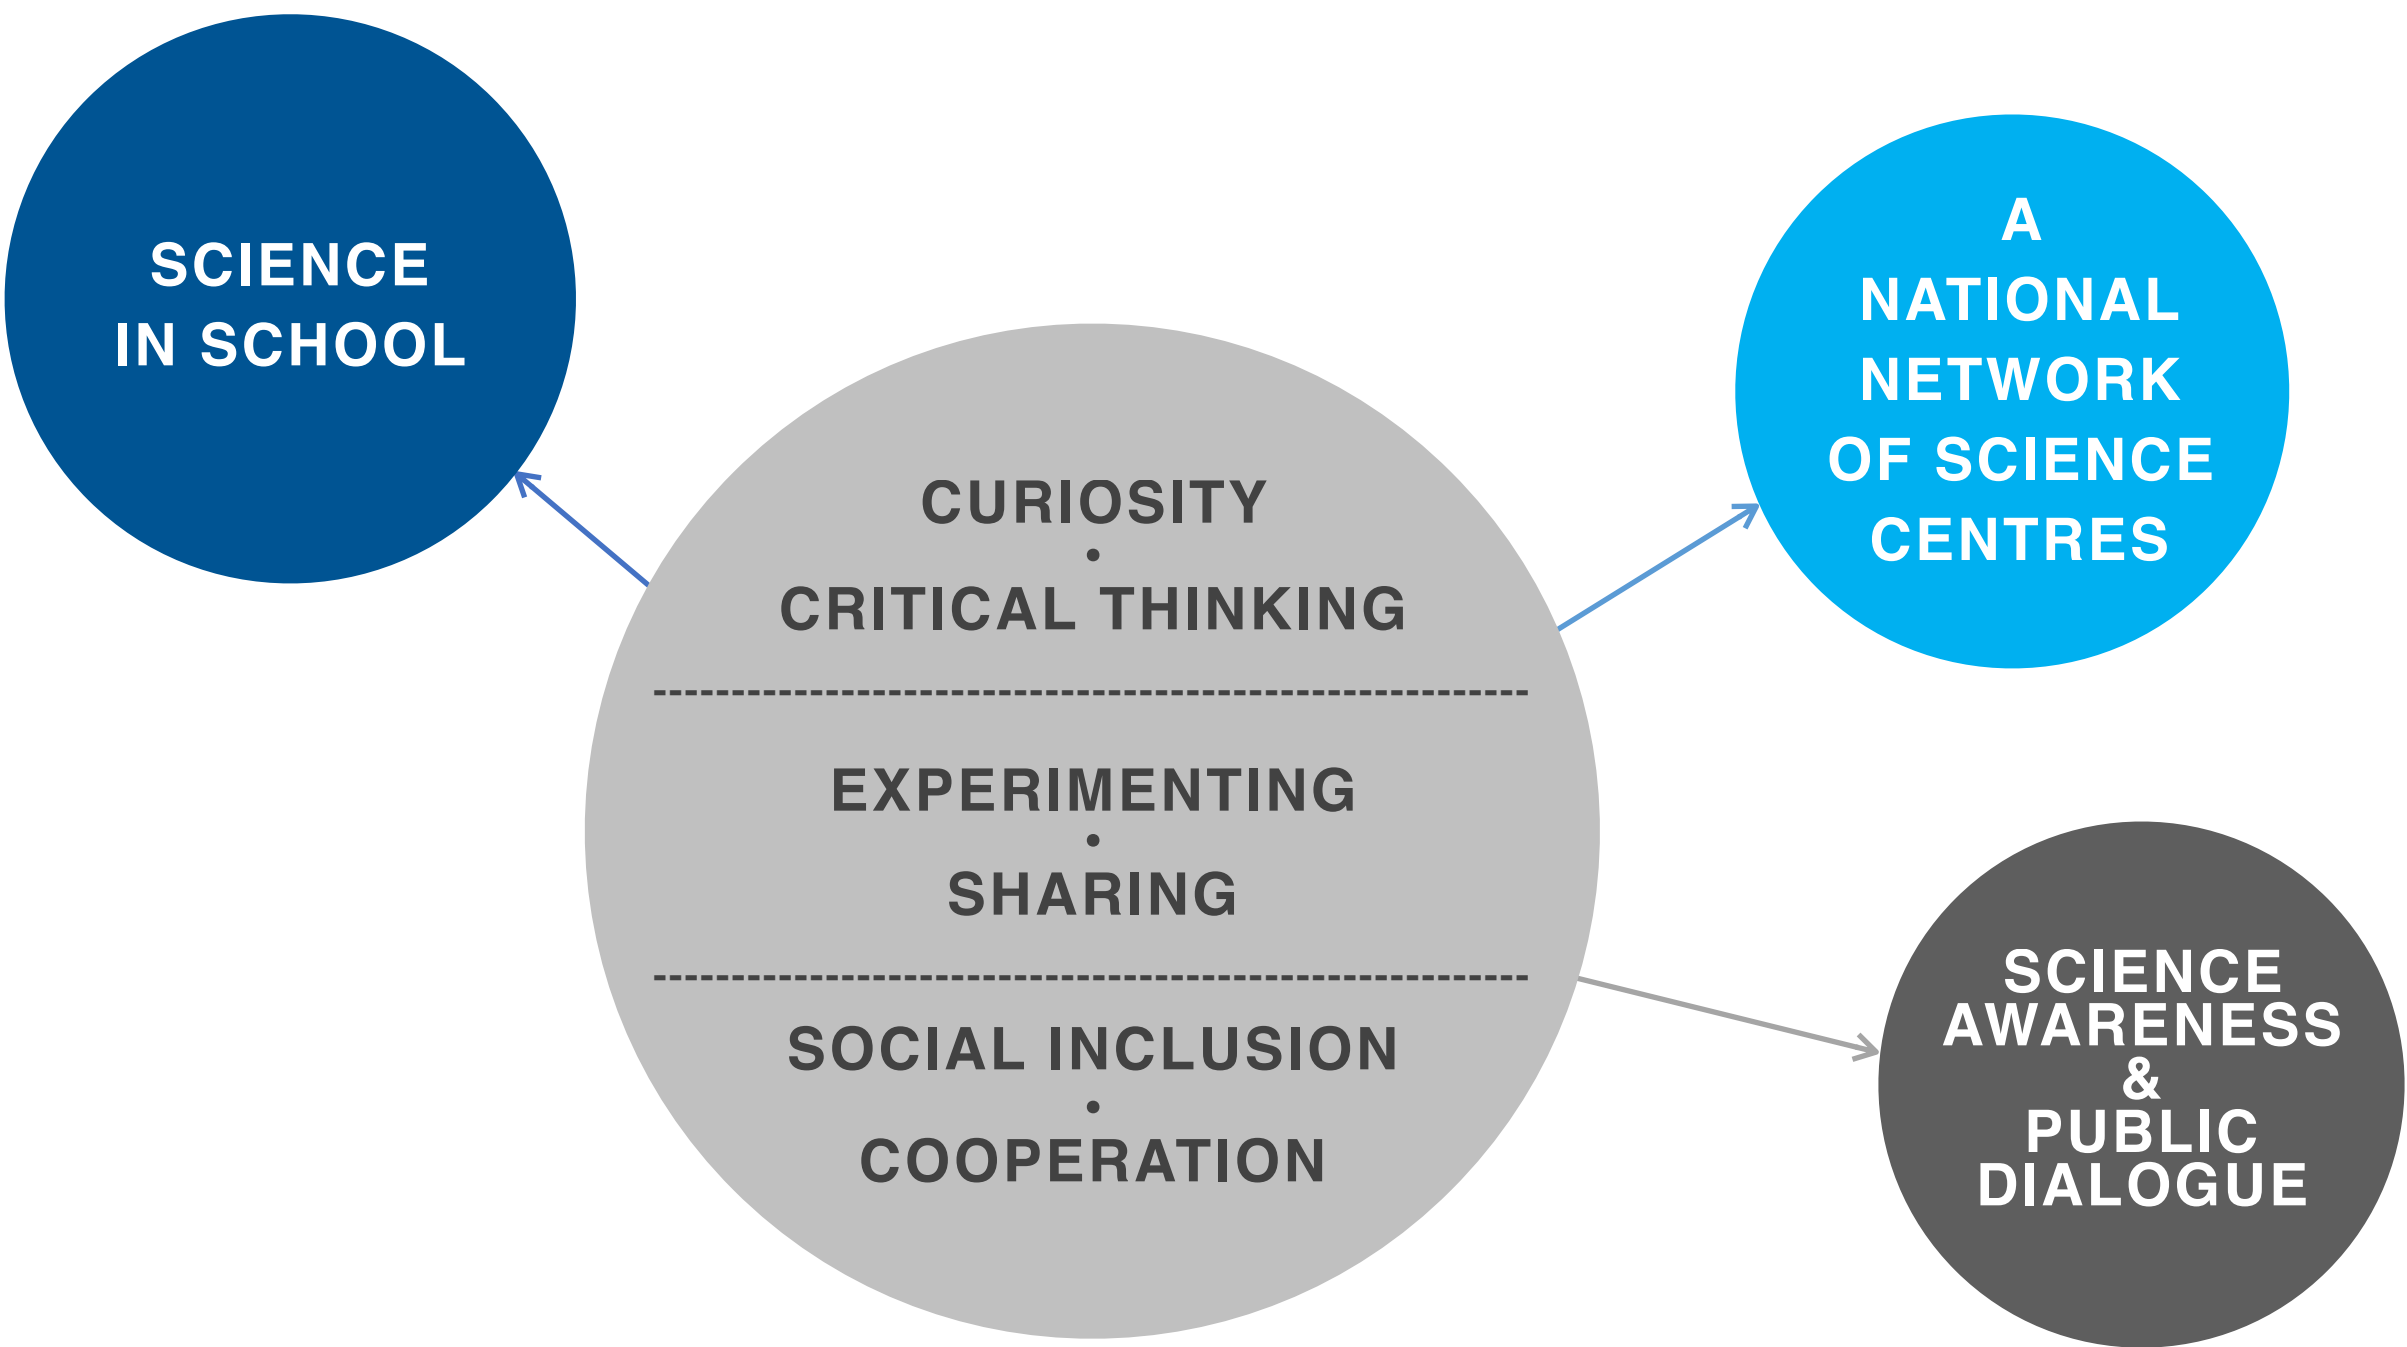 SCIENCE
IN SCHOOL
A
NATIONAL
NETWORK
OF SCIENCE
CENTRES
CURIOSITY
•
CRITICAL THINKING
--------------------------------------------------------
EXPERIMENTING
•
SHARING
--------------------------------------------------------
SOCIAL INCLUSION
•
COOPERATION
SCIENCE
AWARENESS
&
PUBLIC
DIALOGUE